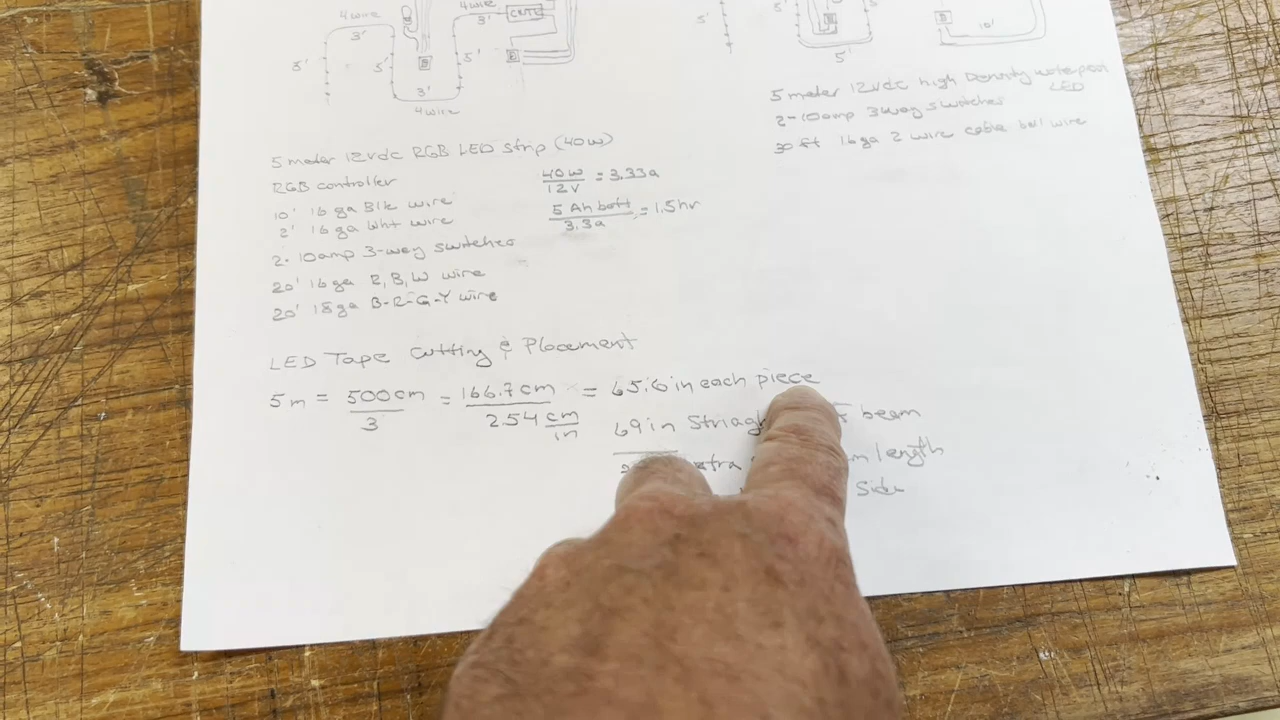 4 wire
4 wire
3'
3'
CRTL
5'
5'
5'
5'
5'
3'
B
B
4 wire
5'
5'
B
B
10'
5'
5 meter 12vdc high Density waterproof
LED
2-10amp 3way switches
30 ft 16 ga 2 wire cable bell wire
5 meter 12vdc RGB LED Strip (40w)
RGB controller
10' 16 ga Blk wire
2' 16 ga Wht wire
2-10amp 3-way switches
20' 16 ga R,B,W wire
20' 18 ga B-R-G-Y wire
40w
12v
= 3.33a
5 Ah batt
3.3a
= 1.5hr
LED Tape Cutting & Placement
5m = 500cm = 166.7 cm = 65.6 in each piece
3 2.54 cm
in
69 in beam
length
Side